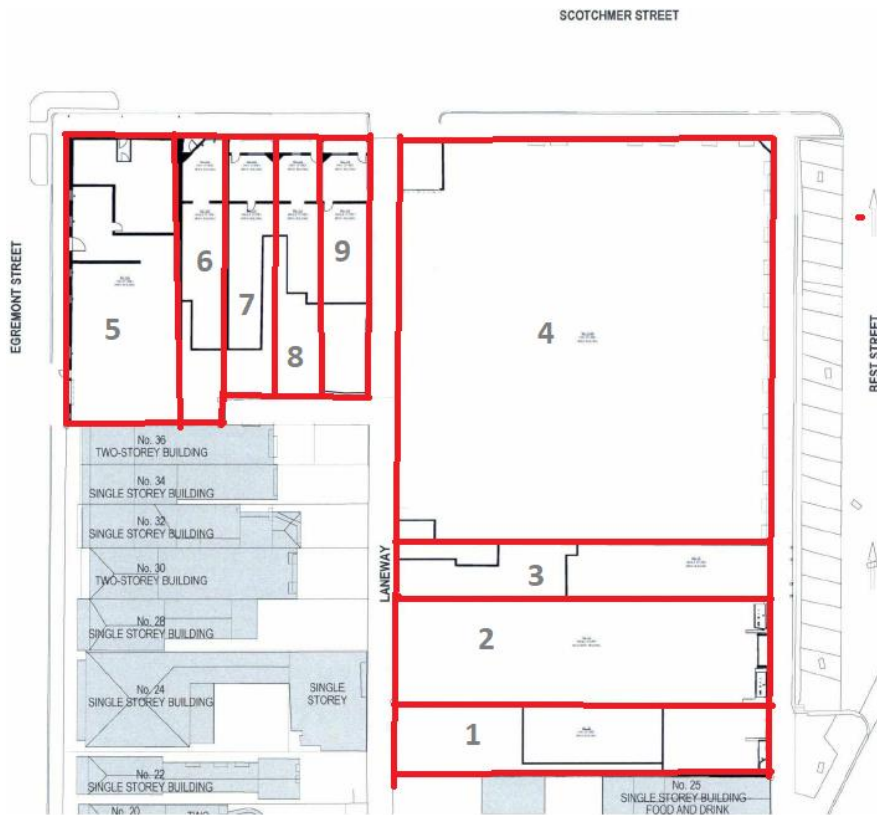 SCOTCHMER STREET
EGREMONT STREET
BEST STREET
LANEWAY
6
9
7
4
5
8
3
2
1
No. 36
TWO-STOREY BUILDING
No. 34
SINGLE STOREY BUILDING
No. 32
SINGLE STOREY BUILDING
No. 30
TWO-STOREY BUILDING
No. 28
SINGLE STOREY BUILDING
No. 24
SINGLE STOREY BUILDING
SINGLE
STOREY
No. 22
SINGLE STOREY BUILDING
No. 20
TWO
No. 25
SINGLE STOREY BUILDING
FOOD AND DRINK